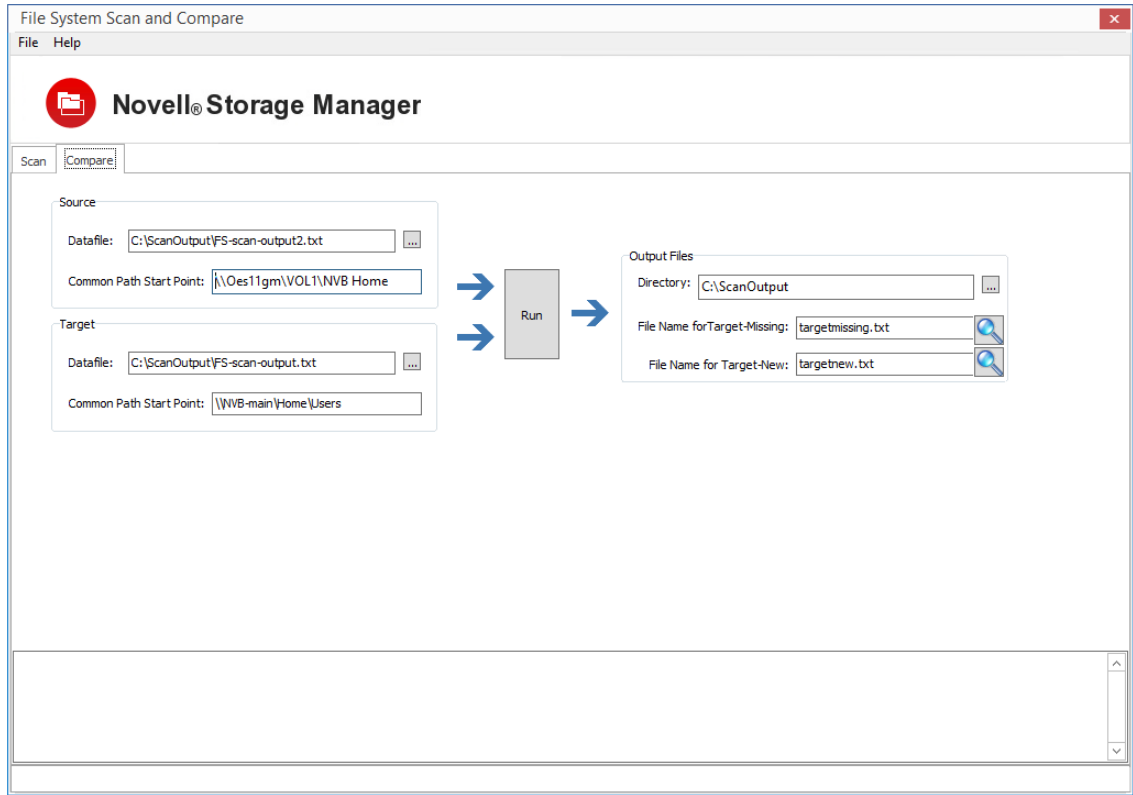 File System Scan and Compare
File Help
Novell® Storage Manager
Scan Compare
Source
Datafile: C:\ScanOutput\FS-scan-output2.txt ...
Common Path Start Point: \\Oes11gm\VOL1\NVB Home
Target
Datafile: C:\ScanOutput\FS-scan-output.txt ...
Common Path Start Point: \\NVB-main\Home\Users
Run
Output Files
Directory: C:\ScanOutput ...
File Name forTarget-Missing: targetmissing.txt
File Name for Target-New: targetnew.txt